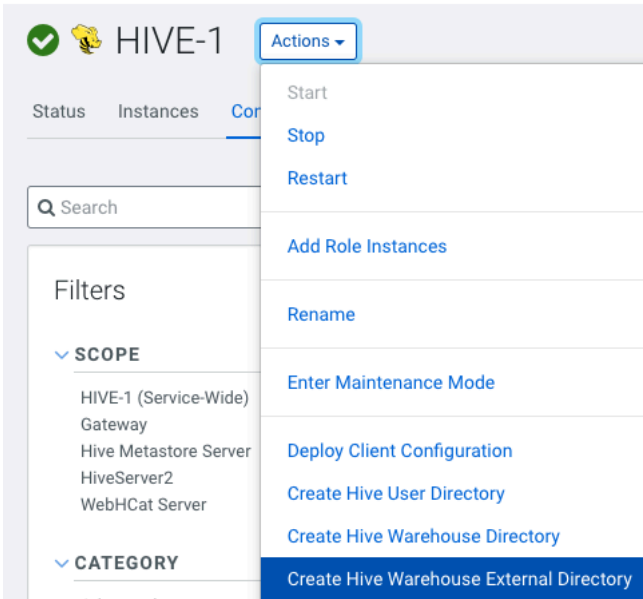 HIVE-1
Actions
Status Instances Con
Start
Stop
Restart
Search
Add Role Instances
Filters
Rename
SCOPE
HIVE-1 (Service-Wide)
Gateway
Hive Metastore Server
HiveServer2
WebHCat Server
Enter Maintenance Mode
Deploy Client Configuration
Create Hive User Directory
Create Hive Warehouse Directory
CATEGORY
Create Hive Warehouse External Directory